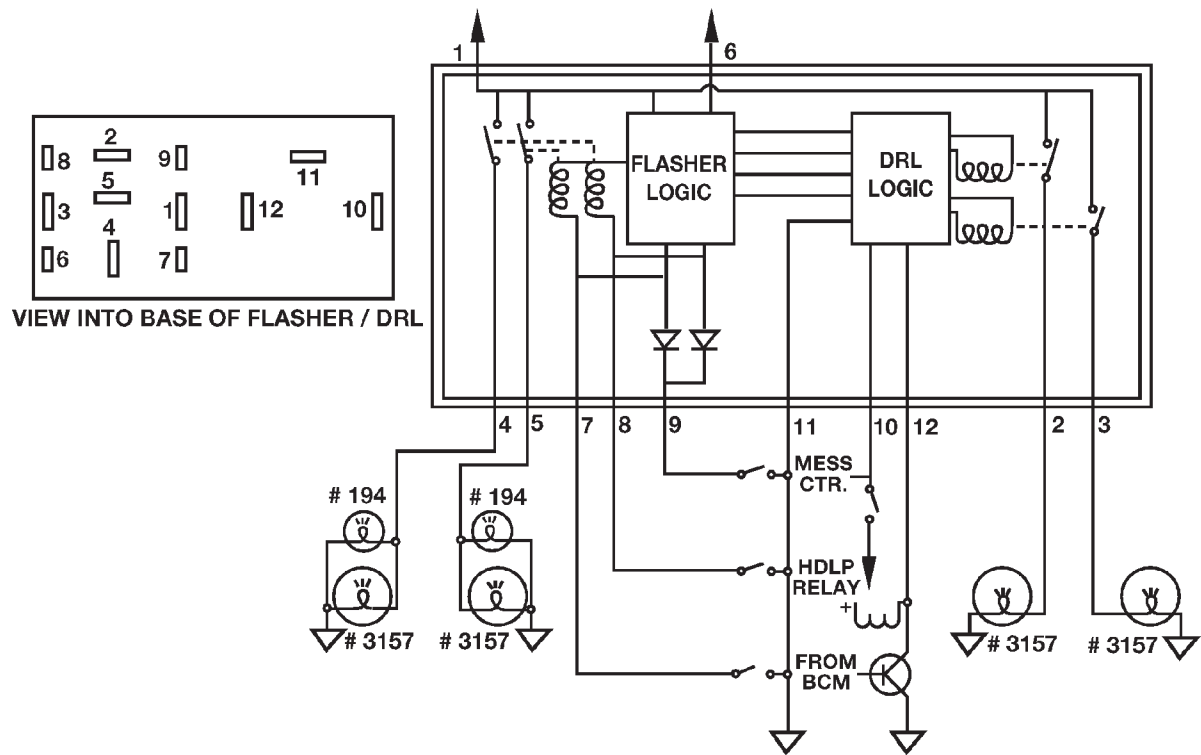 1
6
2
8
9
11
5
3
1
12
10
4
6
7
VIEW INTO BASE OF FLASHER / DRL
FLASHER
LOGIC
DRL
LOGIC
4
5
7
8
9
11
10
12
2
3
MESS
CTR.
# 194
# 194
HDLP
RELAY
+
# 3157
# 3157
# 3157
# 3157
FROM
BCM